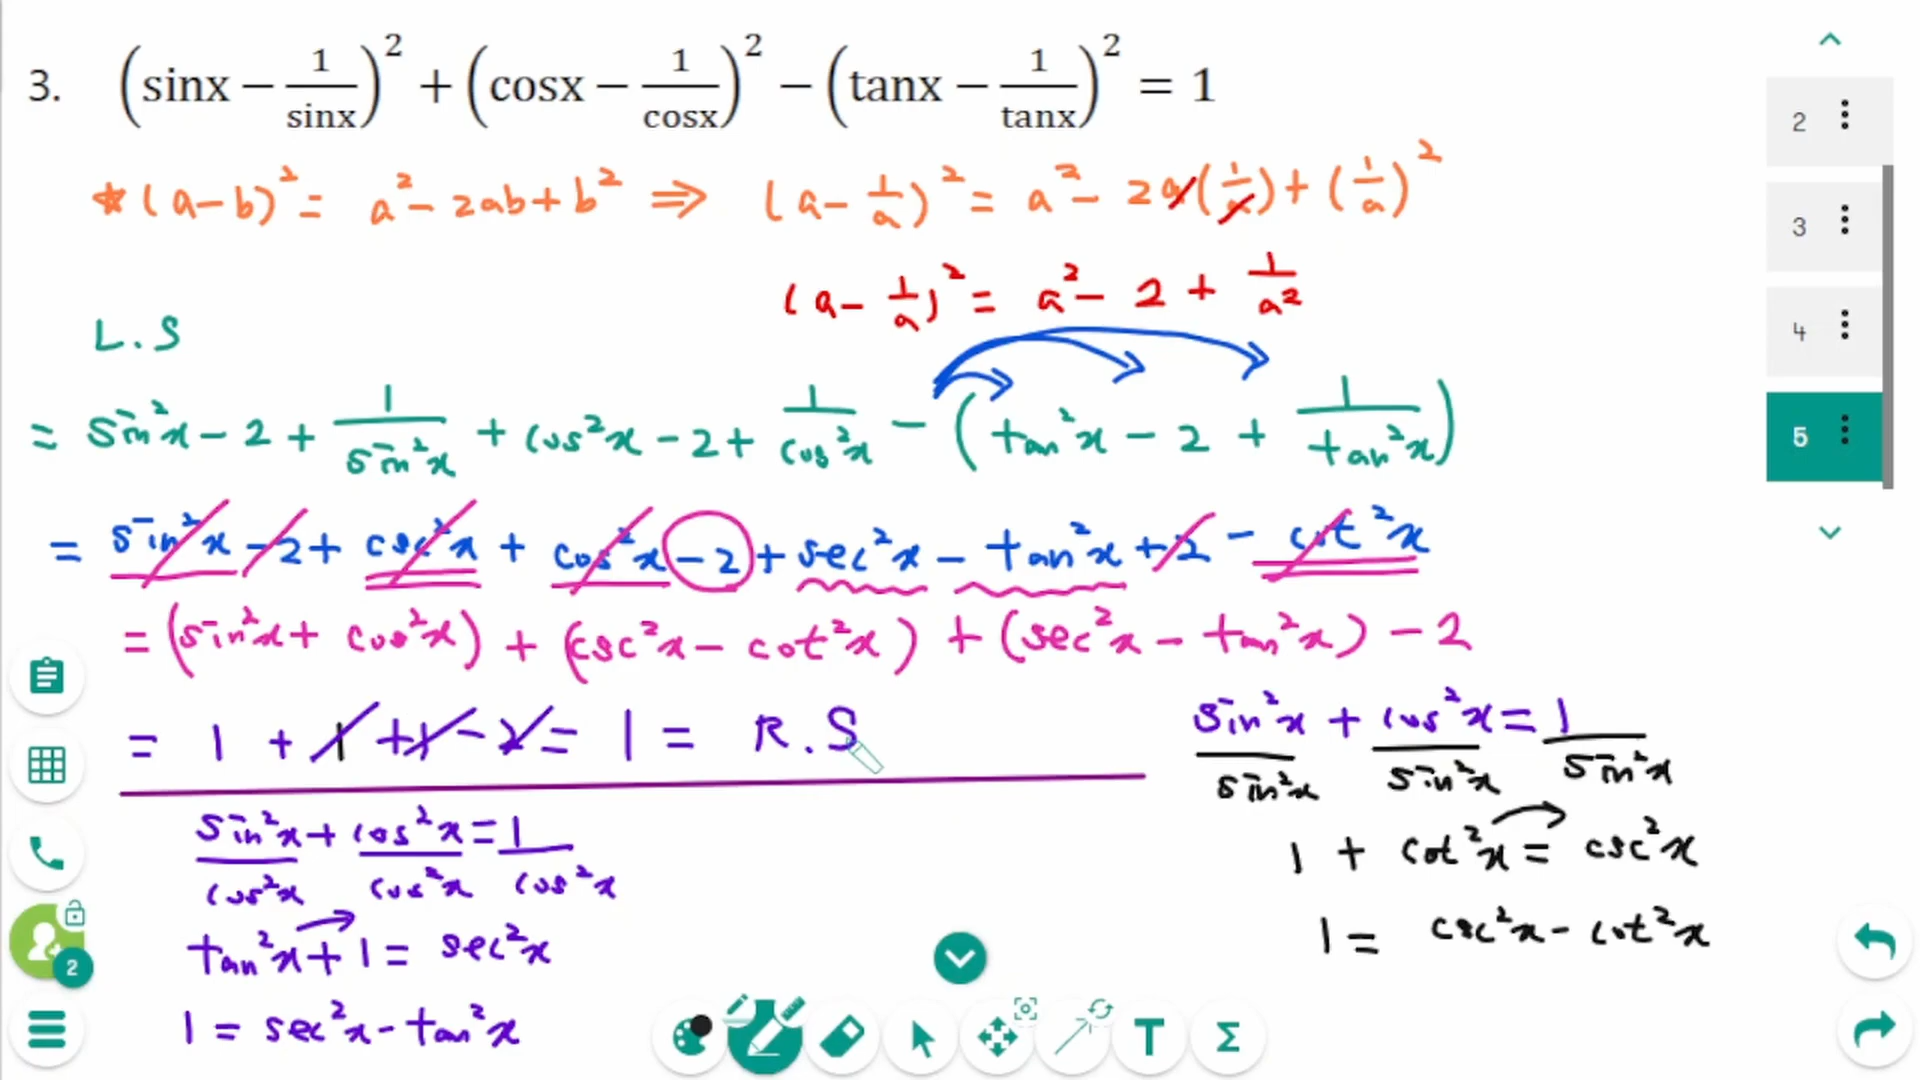 3. (sinx − 1/sinx)² + (cosx − 1/cosx)² − (tanx − 1/tanx)² = 1
* (a−b)² = a² − 2ab + b² ⇒ (a − 1/a)² = a² − 2a(1/a) + (1/a)²
(a − 1/a)² = a² − 2 + 1/a²
L.S
= sin²x − 2 + 1/sin²x + cos²x − 2 + 1/cos²x − (tan²x − 2 + 1/tan²x)
= sin²x − 2 + csc²x + cos²x − 2 + sec²x − tan²x + 2 − cot²x
= (sin²x + cos²x) + (csc²x − cot²x) + (sec²x − tan²x) − 2
= 1 + 1 + 1 − 2 = 1 = R.S
sin²x/cos²x + cos²x/cos²x = 1/cos²x
tan²x + 1 = sec²x
1 = sec²x − tan²x
sin²x/sin²x + cos²x/sin²x = 1/sin²x
1 + cot²x = csc²x
1 = csc²x − cot²x
2
3
4
5
2
T
Σ